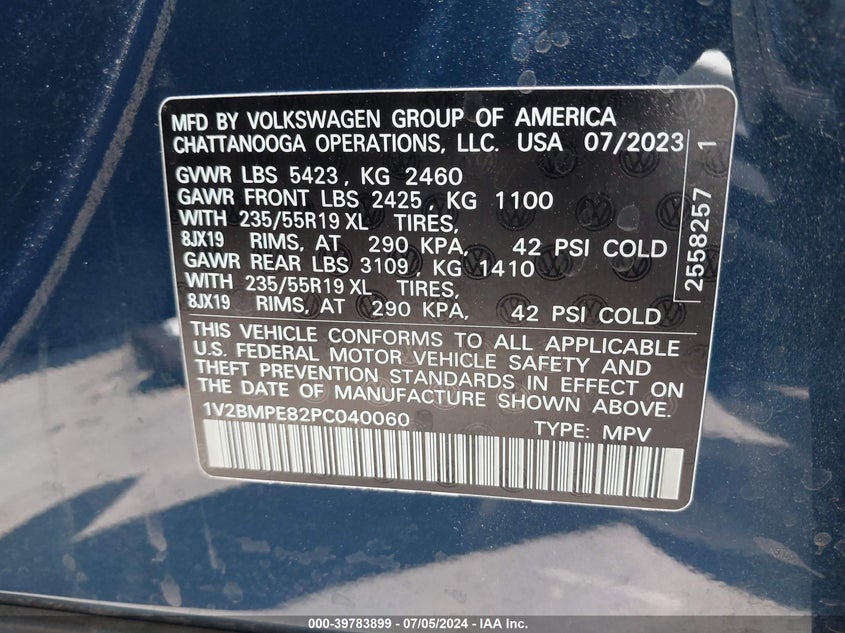 MFD BY VOLKSWAGEN GROUP OF AMERICA
CHATTANOOGA OPERATIONS, LLC. USA 07/2023
GVWR LBS 5423, KG 2460
GAWR FRONT LBS 2425, KG 1100
WITH 235/55R19 XL TIRES,
8JX19 RIMS, AT 290 KPA, 42 PSI COLD
GAWR REAR LBS 3109, KG 1410
WITH 235/55R19 XL TIRES,
8JX19 RIMS, AT 290 KPA, 42 PSI COLD
THIS VEHICLE CONFORMS TO ALL APPLICABLE
U.S. FEDERAL MOTOR VEHICLE SAFETY AND
THEFT PREVENTION STANDARDS IN EFFECT ON
THE DATE OF MANUFACTURE SHOWN ABOVE.
1V2BMPE82PC040060 TYPE: MPV
2558257 1
000-39783899 / 07/05/2024 - IAA Inc.